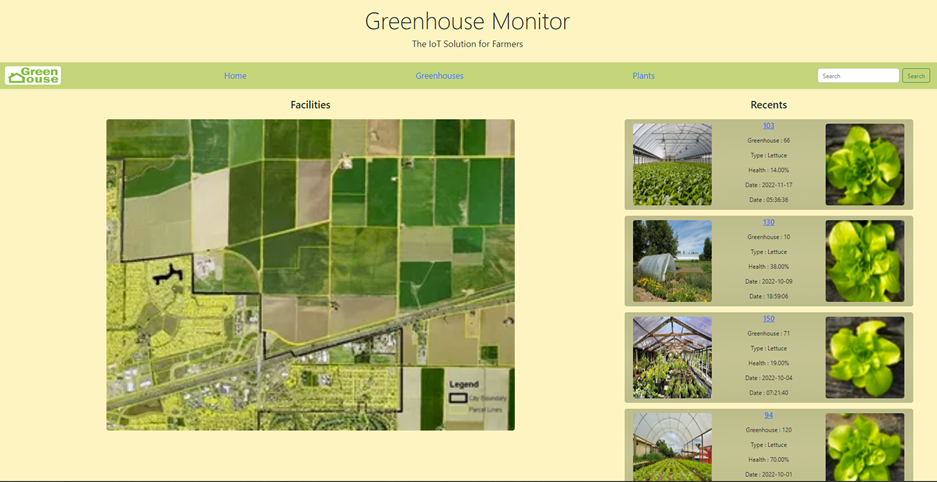 Greenhouse Monitor
The IoT Solution for Farmers
Green
ouse
Home
Greenhouses
Plants
Search
Search
Facilities
Legend
City Boundary
Parcel Lines
Recents
103
Greenhouse : 66
Type : Lettuce
Health : 14.00%
Date : 2022-11-17
Date : 05:36:36
130
Greenhouse : 10
Type : Lettuce
Health : 38.00%
Date : 2022-10-09
Date : 18:59:06
150
Greenhouse : 71
Type : Lettuce
Health : 19.00%
Date : 2022-10-04
Date : 07:21:40
94
Greenhouse : 120
Type : Lettuce
Health : 70.00%
Date : 2022-10-01